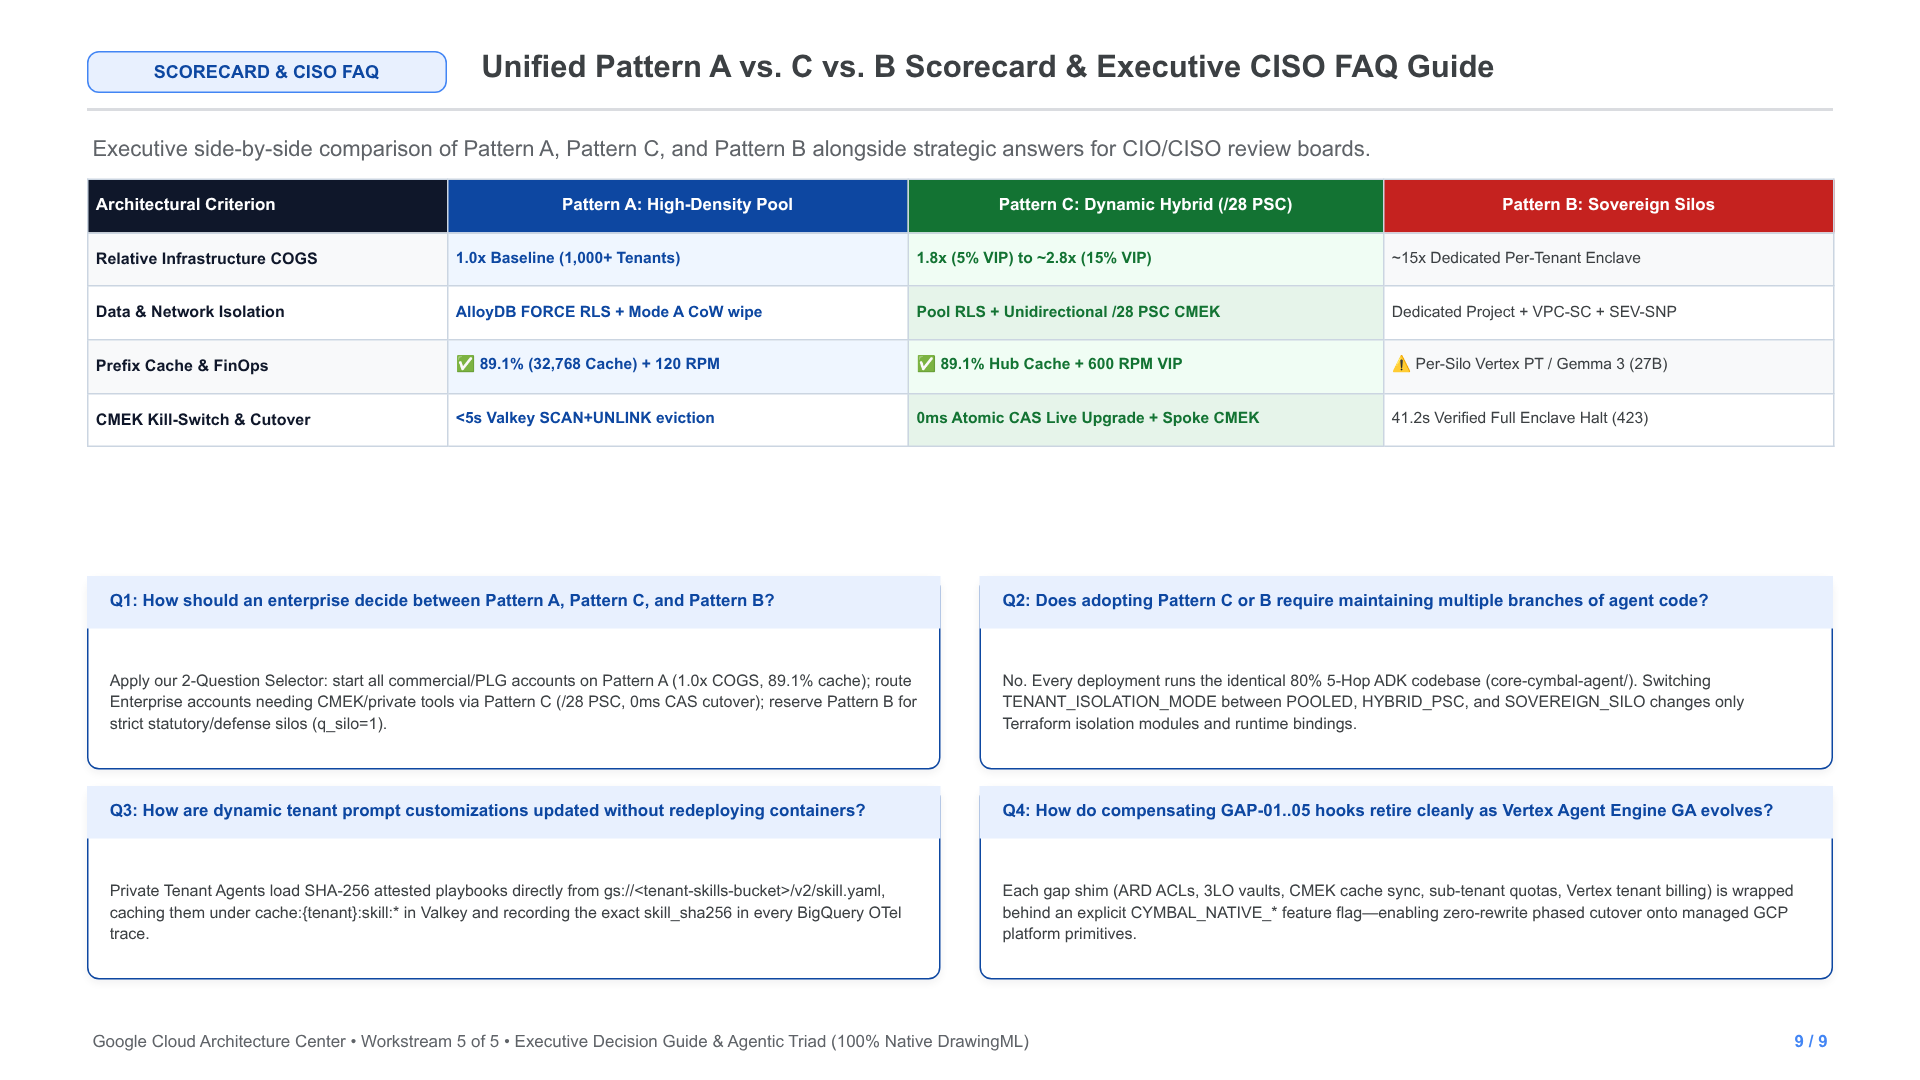 SCORECARD & CISO FAQ
Unified Pattern A vs. C vs. B Scorecard & Executive CISO FAQ Guide
Executive side-by-side comparison of Pattern A, Pattern C, and Pattern B alongside strategic answers for CIO/CISO review boards.
Architectural Criterion
Pattern A: High-Density Pool
Pattern C: Dynamic Hybrid (/28 PSC)
Pattern B: Sovereign Silos
Relative Infrastructure COGS
1.0x Baseline (1,000+ Tenants)
1.8x (5% VIP) to ~2.8x (15% VIP)
~15x Dedicated Per-Tenant Enclave
Data & Network Isolation
AlloyDB FORCE RLS + Mode A CoW wipe
Pool RLS + Unidirectional /28 PSC CMEK
Dedicated Project + VPC-SC + SEV-SNP
Prefix Cache & FinOps
✅ 89.1% (32,768 Cache) + 120 RPM
✅ 89.1% Hub Cache + 600 RPM VIP
⚠️ Per-Silo Vertex PT / Gemma 3 (27B)
CMEK Kill-Switch & Cutover
<5s Valkey SCAN+UNLINK eviction
0ms Atomic CAS Live Upgrade + Spoke CMEK
41.2s Verified Full Enclave Halt (423)
Q1: How should an enterprise decide between Pattern A, Pattern C, and Pattern B?
Apply our 2-Question Selector: start all commercial/PLG accounts on Pattern A (1.0x COGS, 89.1% cache); route
Enterprise accounts needing CMEK/private tools via Pattern C (/28 PSC, 0ms CAS cutover); reserve Pattern B for
strict statutory/defense silos (q_silo=1).
Q2: Does adopting Pattern C or B require maintaining multiple branches of agent code?
No. Every deployment runs the identical 80% 5-Hop ADK codebase (core-cymbal-agent/). Switching
TENANT_ISOLATION_MODE between POOLED, HYBRID_PSC, and SOVEREIGN_SILO changes only
Terraform isolation modules and runtime bindings.
Q3: How are dynamic tenant prompt customizations updated without redeploying containers?
Private Tenant Agents load SHA-256 attested playbooks directly from gs://<tenant-skills-bucket>/v2/skill.yaml,
caching them under cache:{tenant}:skill:* in Valkey and recording the exact skill_sha256 in every BigQuery OTel
trace.
Q4: How do compensating GAP-01..05 hooks retire cleanly as Vertex Agent Engine GA evolves?
Each gap shim (ARD ACLs, 3LO vaults, CMEK cache sync, sub-tenant quotas, Vertex tenant billing) is wrapped
behind an explicit CYMBAL_NATIVE_* feature flag—enabling zero-rewrite phased cutover onto managed GCP
platform primitives.
Google Cloud Architecture Center • Workstream 5 of 5 • Executive Decision Guide & Agentic Triad (100% Native DrawingML)
9 / 9